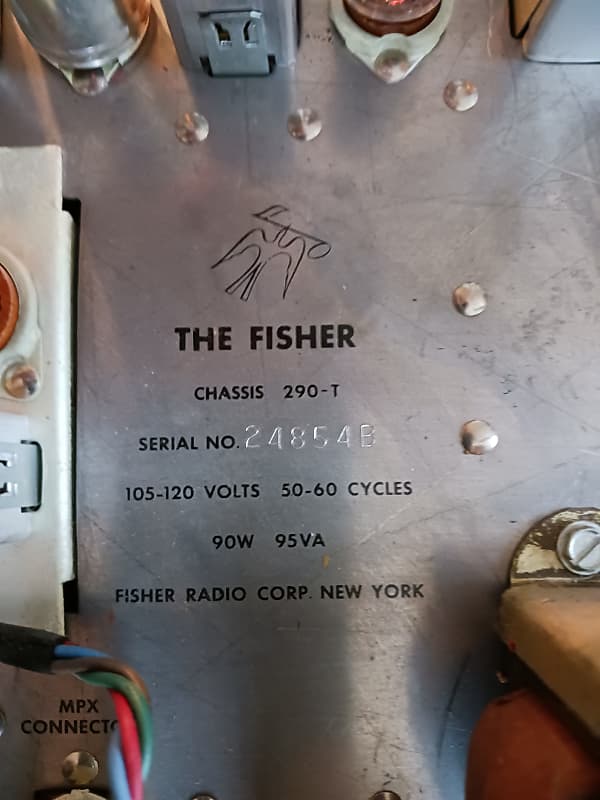 THE FISHER
CHASSIS 290-T
SERIAL NO. 24854B
105-120 VOLTS 50-60 CYCLES
90W 95VA
FISHER RADIO CORP. NEW YORK
MPX